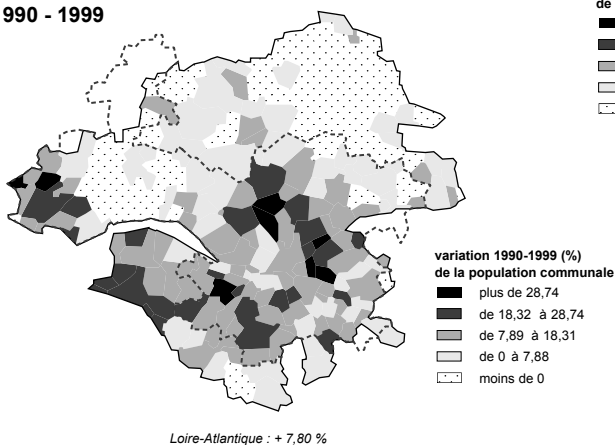 990 - 1999
de
variation 1990-1999 (%)
de la population communale
plus de 28,74
de 18,32 à 28,74
de 7,89 à 18,31
de 0 à 7,88
moins de 0
Loire-Atlantique : + 7,80 %